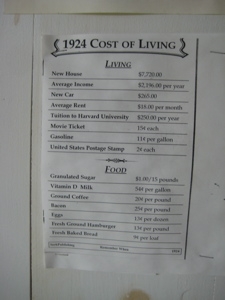 1924 COST OF LIVING
LIVING
New House $7,720.00
Average Income $2,196.00 per year
New Car $265.00
Average Rent $18.00 per month
Tuition to Harvard University $250.00 per year
Movie Ticket 15¢ each
Gasoline 11¢ per gallon
United States Postage Stamp 2¢ each
FOOD
Granulated Sugar $1.00/15 pounds
Vitamin D Milk 54¢ per gallon
Ground Coffee 20¢ per pound
Bacon 20¢ per pound
Eggs 15¢ per dozen
Fresh Ground Hamburger 13¢ per pound
Fresh Baked Bread 9¢ per loaf
Remember When 1924